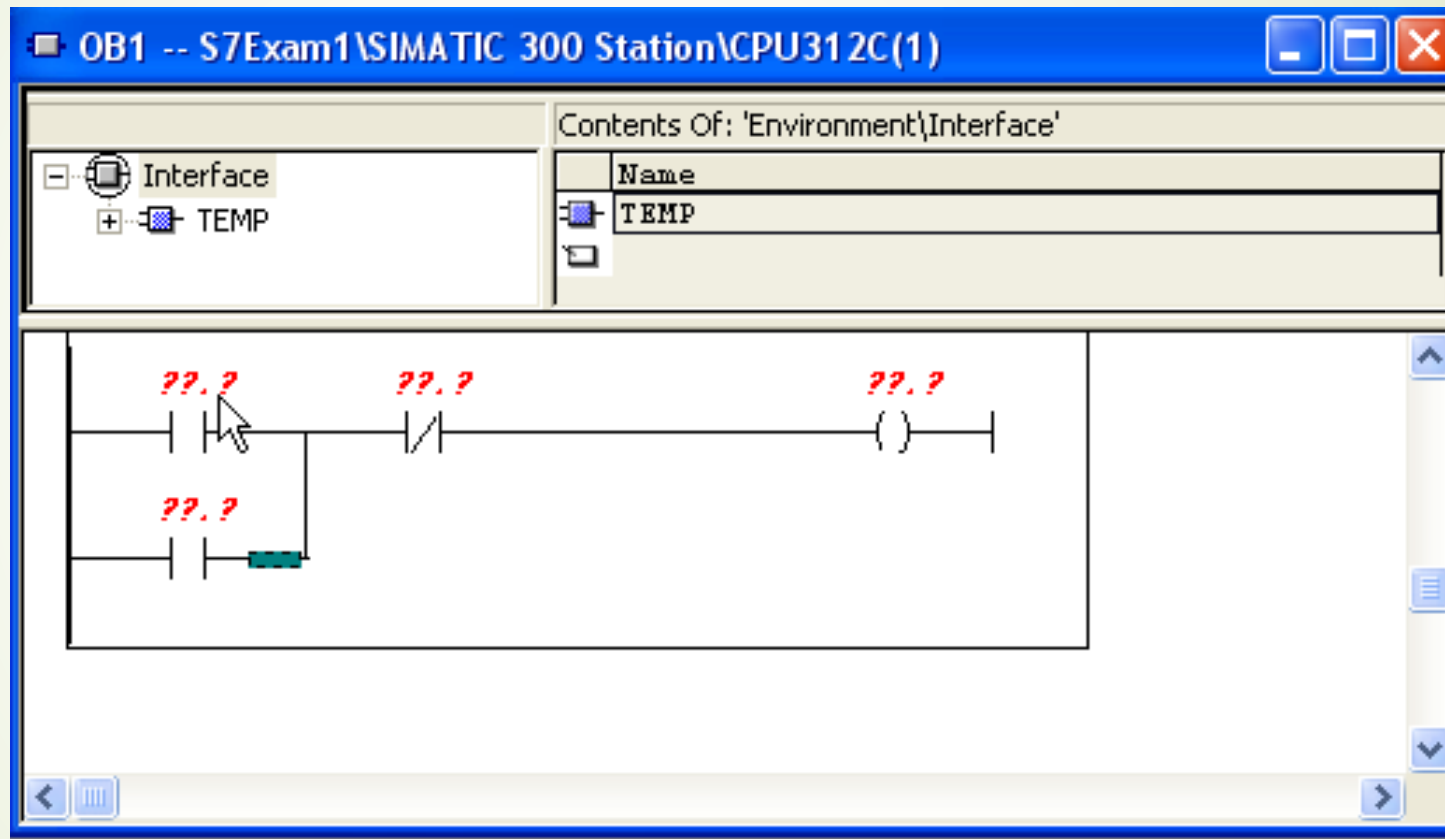 OB1 -- S7Exam1\SIMATIC 300 Station\CPU312C(1)
Contents Of: 'Environment\Interface'
Interface
TEMP
Name
TEMP
??.? ??.? ??.?
??.?